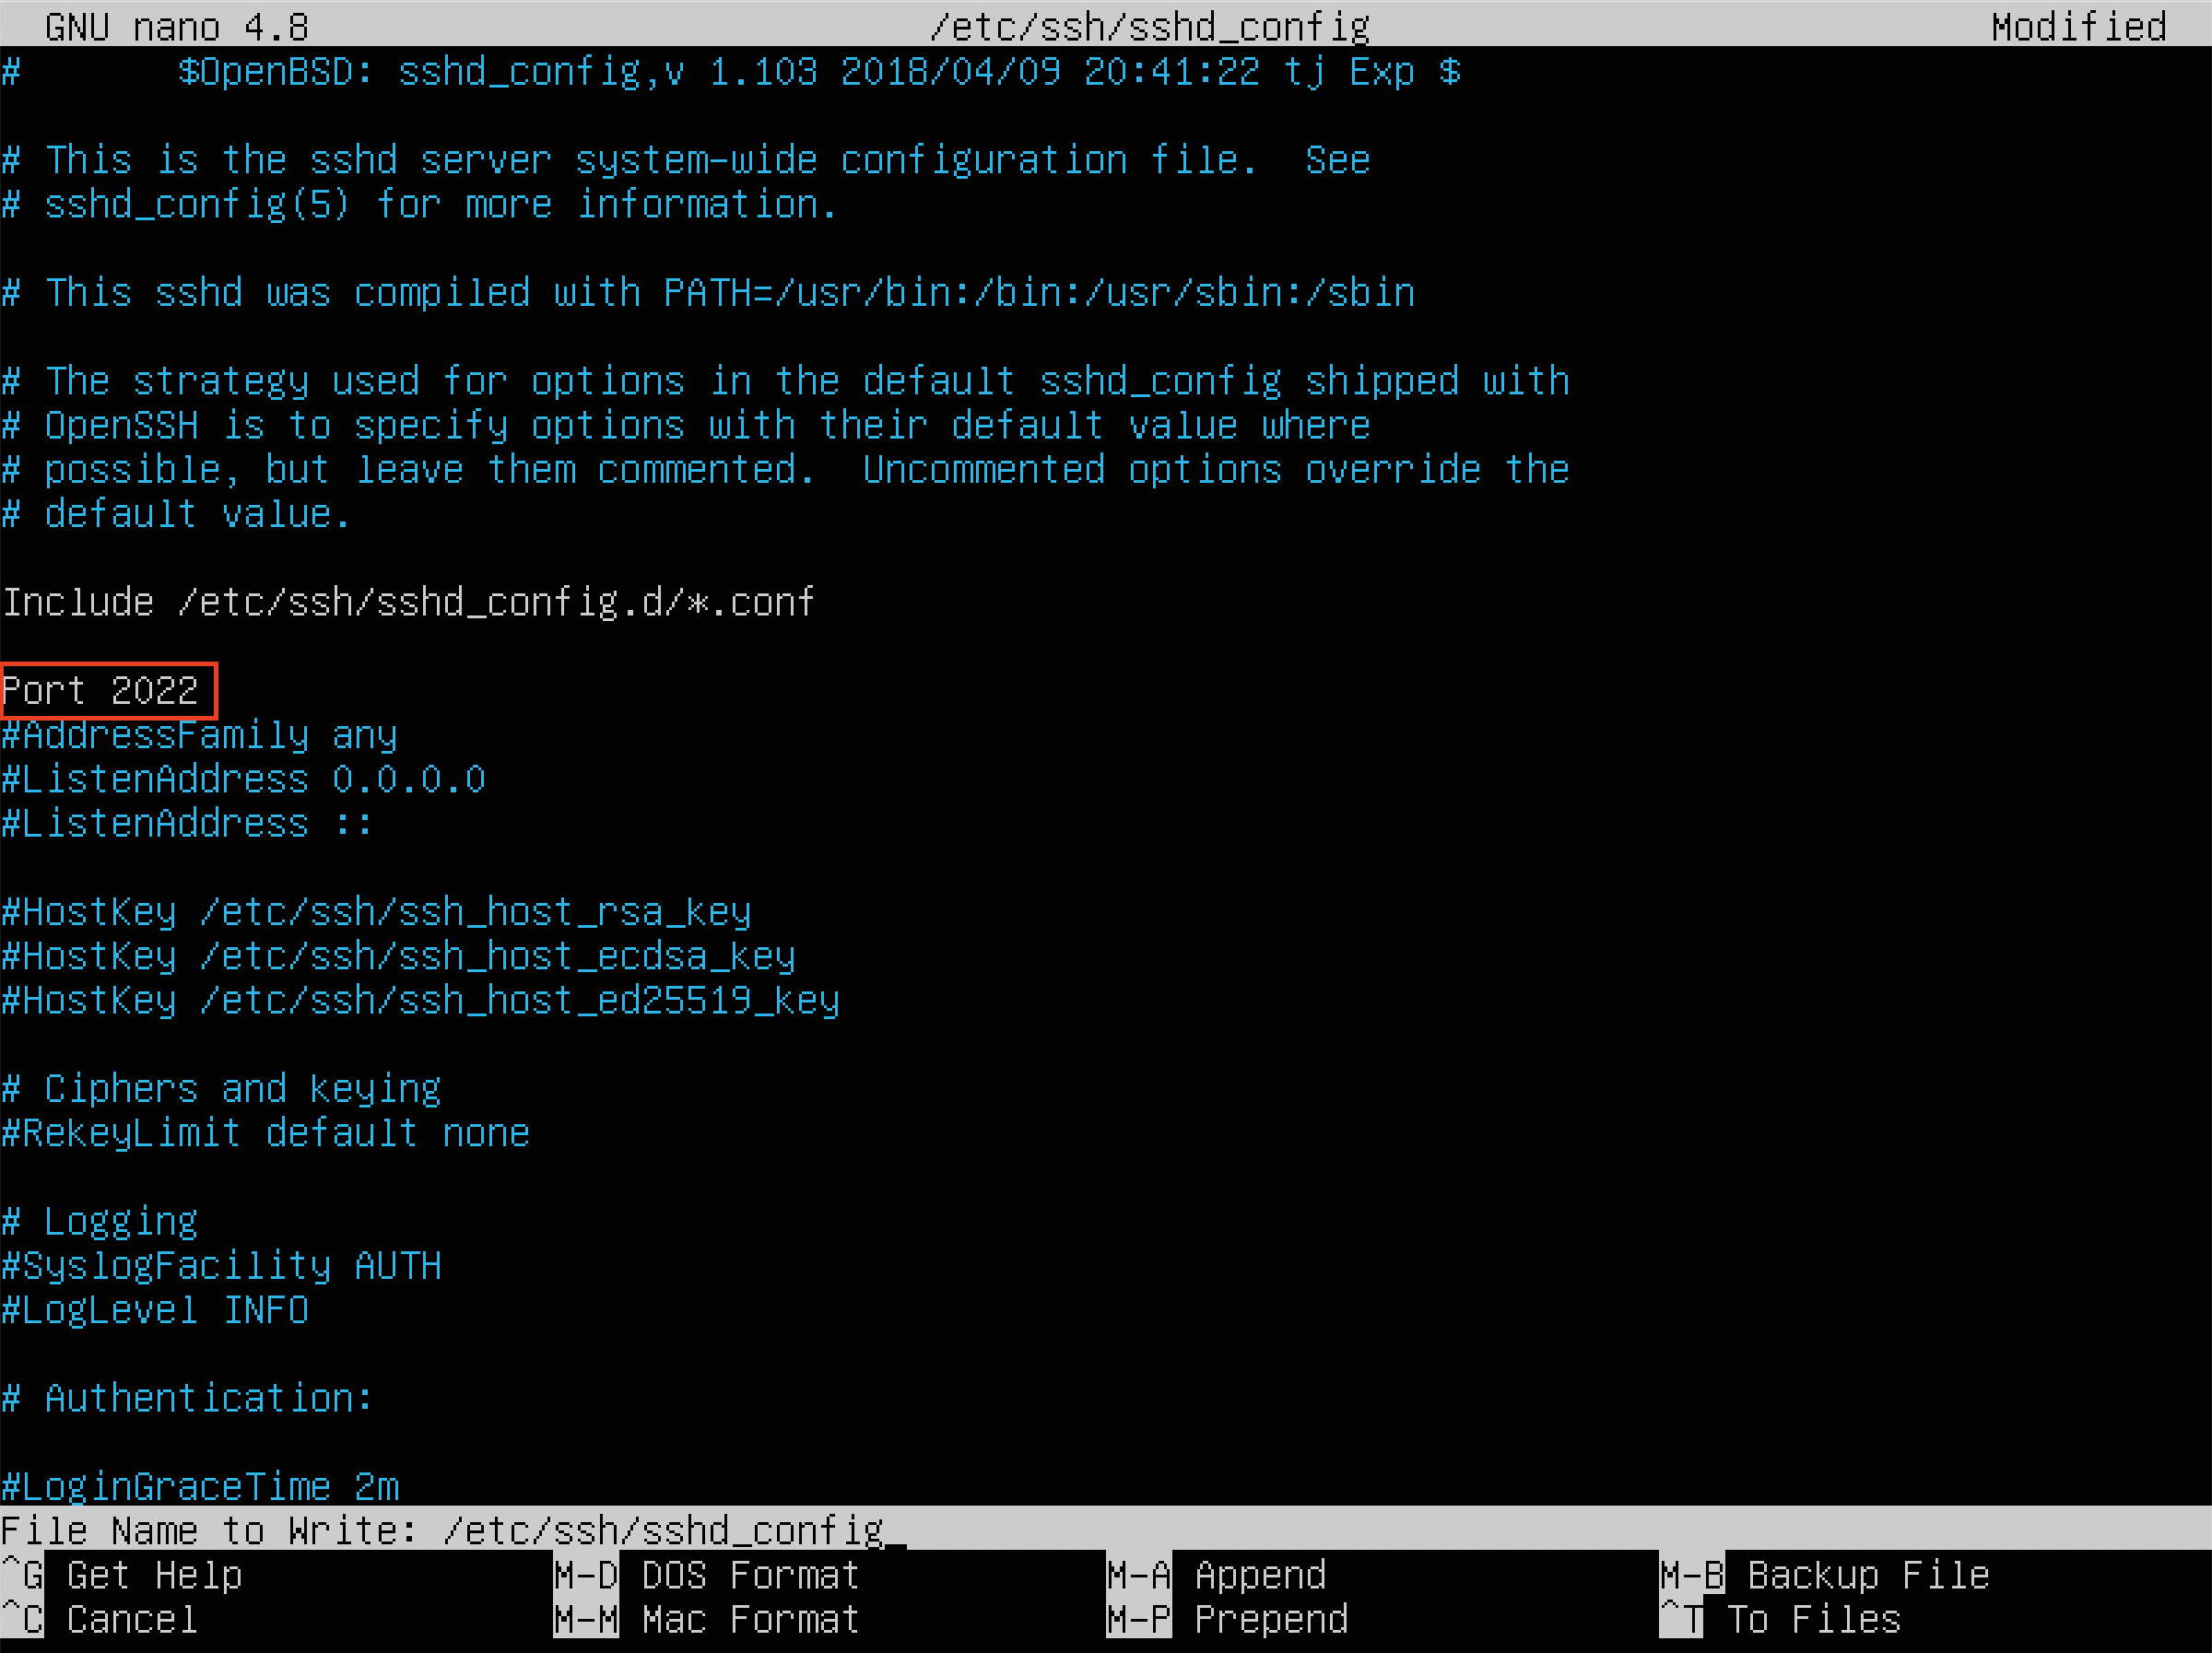 GNU nano 4.8 /etc/ssh/sshd_config Modified
# $OpenBSD: sshd_config,v 1.103 2018/04/09 20:41:22 tj Exp $
# This is the sshd server system-wide configuration file.  See
# sshd_config(5) for more information.
# This sshd was compiled with PATH=/usr/bin:/bin:/usr/sbin:/sbin
# The strategy used for options in the default sshd_config shipped with
# OpenSSH is to specify options with their default value where
# possible, but leave them commented.  Uncommented options override the
# default value.
Include /etc/ssh/sshd_config.d/*.conf
Port 2022
#AddressFamily any
#ListenAddress 0.0.0.0
#ListenAddress ::
#HostKey /etc/ssh/ssh_host_rsa_key
#HostKey /etc/ssh/ssh_host_ecdsa_key
#HostKey /etc/ssh/ssh_host_ed25519_key
# Ciphers and keying
#RekeyLimit default none
# Logging
#SyslogFacility AUTH
#LogLevel INFO
# Authentication:
#LoginGraceTime 2m
File Name to Write: /etc/ssh/sshd_config
^G Get Help M-D DOS Format M-A Append M-B Backup File
^C Cancel M-M Mac Format M-P Prepend ^T To Files